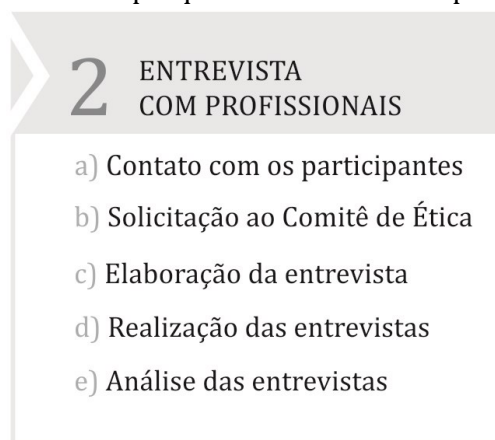 2 ENTREVISTA
COM PROFISSIONAIS
a) Contato com os participantes
b) Solicitação ao Comitê de Ética
c) Elaboração da entrevista
d) Realização das entrevistas
e) Análise das entrevistas